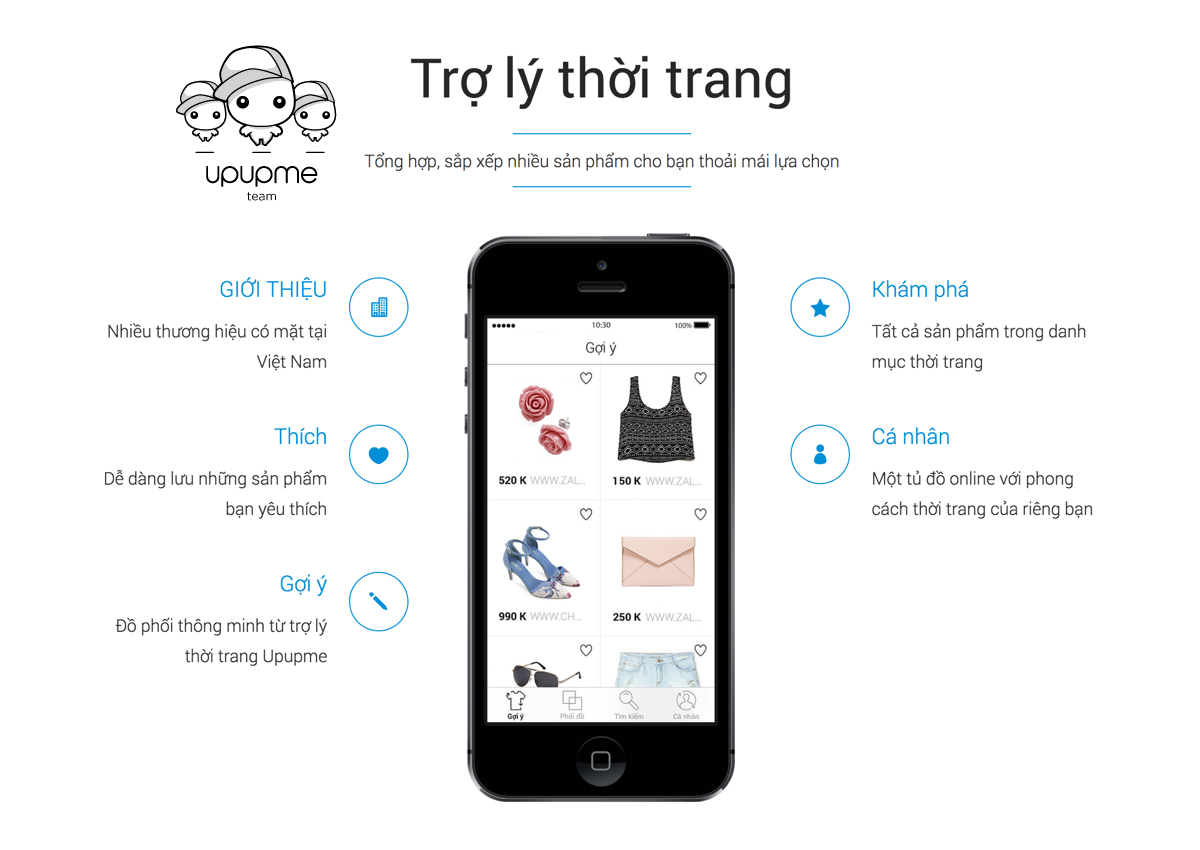 Trợ lý thời trang
Tổng hợp, sắp xếp nhiều sản phẩm cho bạn thoải mái lựa chọn
upupme
team
GIỚI THIỆU
Nhiều thương hiệu có mặt tại
Việt Nam
Thích
Dễ dàng lưu những sản phẩm
bạn yêu thích
Gợi ý
Đồ phối thông minh từ trợ lý
thời trang Upupme
10:30
100%
Gợi ý
520 K WWW.ZAL...
150 K WWW.ZAL...
990 K WWW.CH...
250 K WWW.ZAL...
Gợi ý
Phối đồ
Tìm kiếm
Cá nhân
Khám phá
Tất cả sản phẩm trong danh
mục thời trang
Cá nhân
Một tủ đồ online với phong
cách thời trang của riêng bạn